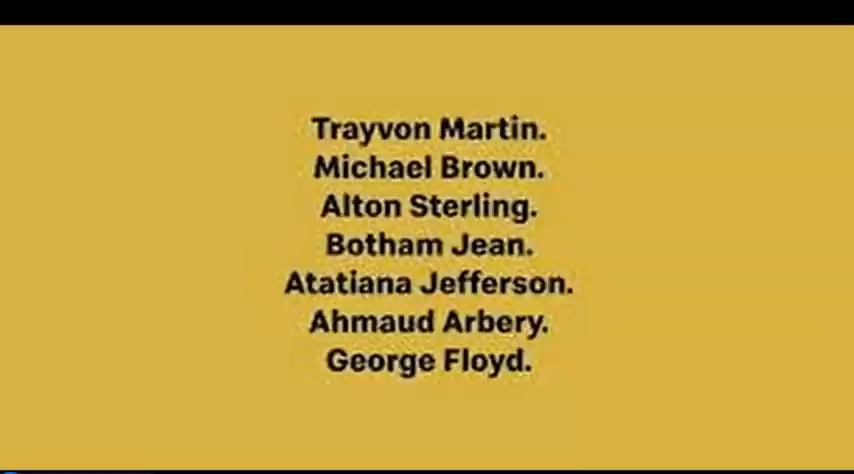 Trayvon Martin.
Michael Brown.
Alton Sterling.
Botham Jean.
Atatiana Jefferson.
Ahmaud Arbery.
George Floyd.